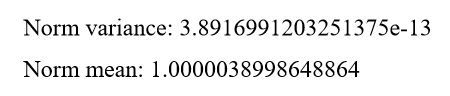 Norm variance: 3.8916991203251375e-13
Norm mean: 1.0000038998648864